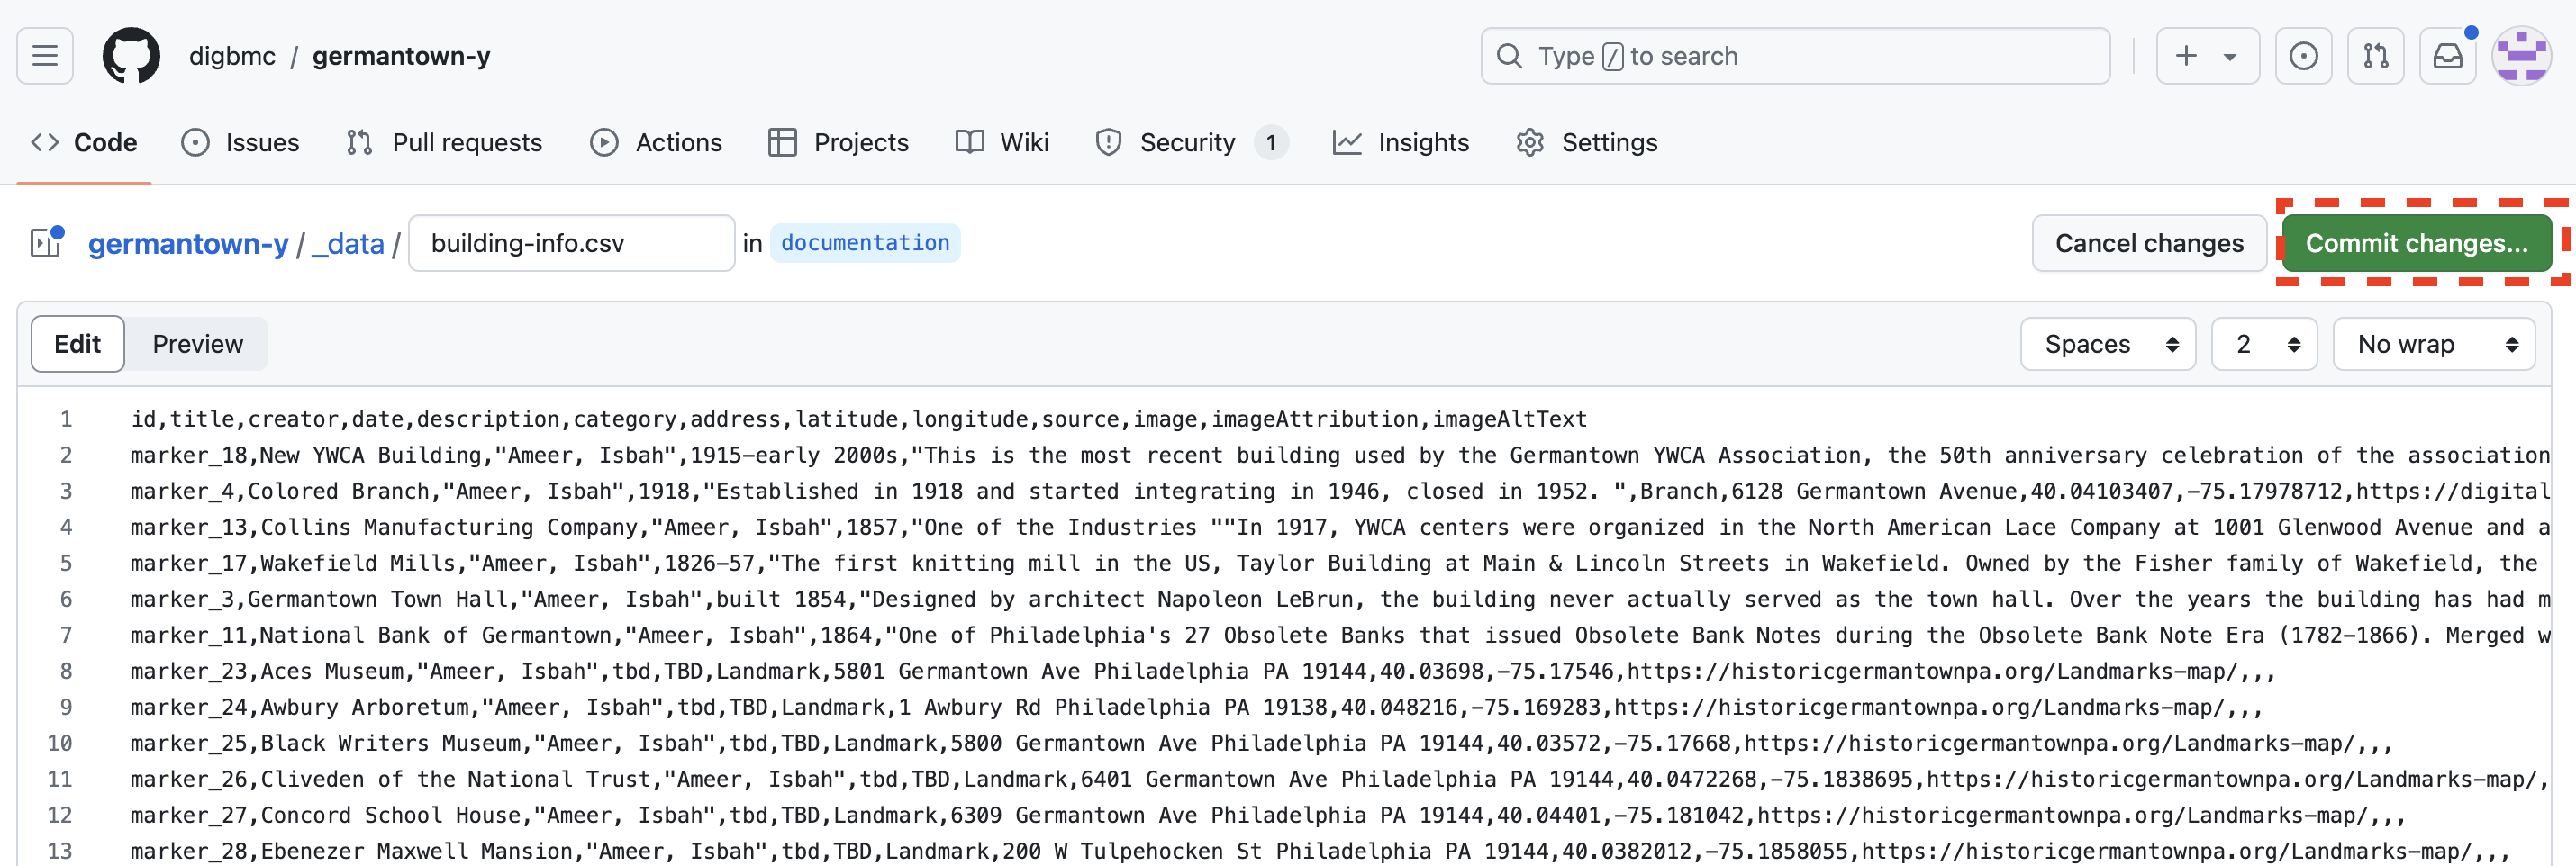 digbmc / germantown-y
Type / to search
Code Issues Pull requests Actions Projects Wiki Security 1 Insights Settings
germantown-y / _data / building-info.csv in documentation
Cancel changes Commit changes...
Edit Preview
Spaces 2 No wrap
1 id,title,creator,date,description,category,address,latitude,longitude,source,image,imageAttribution,imageAltText
2 marker_18,New YWCA Building,"Ameer, Isbah",1915-early 2000s,"This is the most recent building used by the Germantown YWCA Association, the 50th anniversary celebration of the association
3 marker_4,Colored Branch,"Ameer, Isbah",1918,"Established in 1918 and started integrating in 1946, closed in 1952. ",Branch,6128 Germantown Avenue,40.04103407,-75.17978712,https://digital
4 marker_13,Collins Manufacturing Company,"Ameer, Isbah",1857,"One of the Industries ""In 1917, YWCA centers were organized in the North American Lace Company at 1001 Glenwood Avenue and a
5 marker_17,Wakefield Mills,"Ameer, Isbah",1826-57,"The first knitting mill in the US, Taylor Building at Main & Lincoln Streets in Wakefield. Owned by the Fisher family of Wakefield, the
6 marker_3,Germantown Town Hall,"Ameer, Isbah",built 1854,"Designed by architect Napoleon LeBrun, the building never actually served as the town hall. Over the years the building has had m
7 marker_11,National Bank of Germantown,"Ameer, Isbah",1864,"One of Philadelphia's 27 Obsolete Banks that issued Obsolete Bank Notes during the Obsolete Bank Note Era (1782-1866). Merged w
8 marker_23,Aces Museum,"Ameer, Isbah",tbd,TBD,Landmark,5801 Germantown Ave Philadelphia PA 19144,40.03698,-75.17546,https://historicgermantownpa.org/Landmarks-map/,,,
9 marker_24,Awbury Arboretum,"Ameer, Isbah",tbd,TBD,Landmark,1 Awbury Rd Philadelphia PA 19138,40.048216,-75.169283,https://historicgermantownpa.org/Landmarks-map/,,,
10 marker_25,Black Writers Museum,"Ameer, Isbah",tbd,TBD,Landmark,5800 Germantown Ave Philadelphia PA 19144,40.03572,-75.17668,https://historicgermantownpa.org/Landmarks-map/,,,
11 marker_26,Cliveden of the National Trust,"Ameer, Isbah",tbd,TBD,Landmark,6401 Germantown Ave Philadelphia PA 19144,40.0472268,-75.1838695,https://historicgermantownpa.org/Landmarks-map/,
12 marker_27,Concord School House,"Ameer, Isbah",tbd,TBD,Landmark,6309 Germantown Ave Philadelphia PA 19144,40.04401,-75.181042,https://historicgermantownpa.org/Landmarks-map/,,,
13 marker_28,Ebenezer Maxwell Mansion,"Ameer, Isbah",tbd,TBD,Landmark,200 W Tulpehocken St Philadelphia PA 19144,40.0382012,-75.1858055,https://historicgermantownpa.org/Landmarks-map/,,,